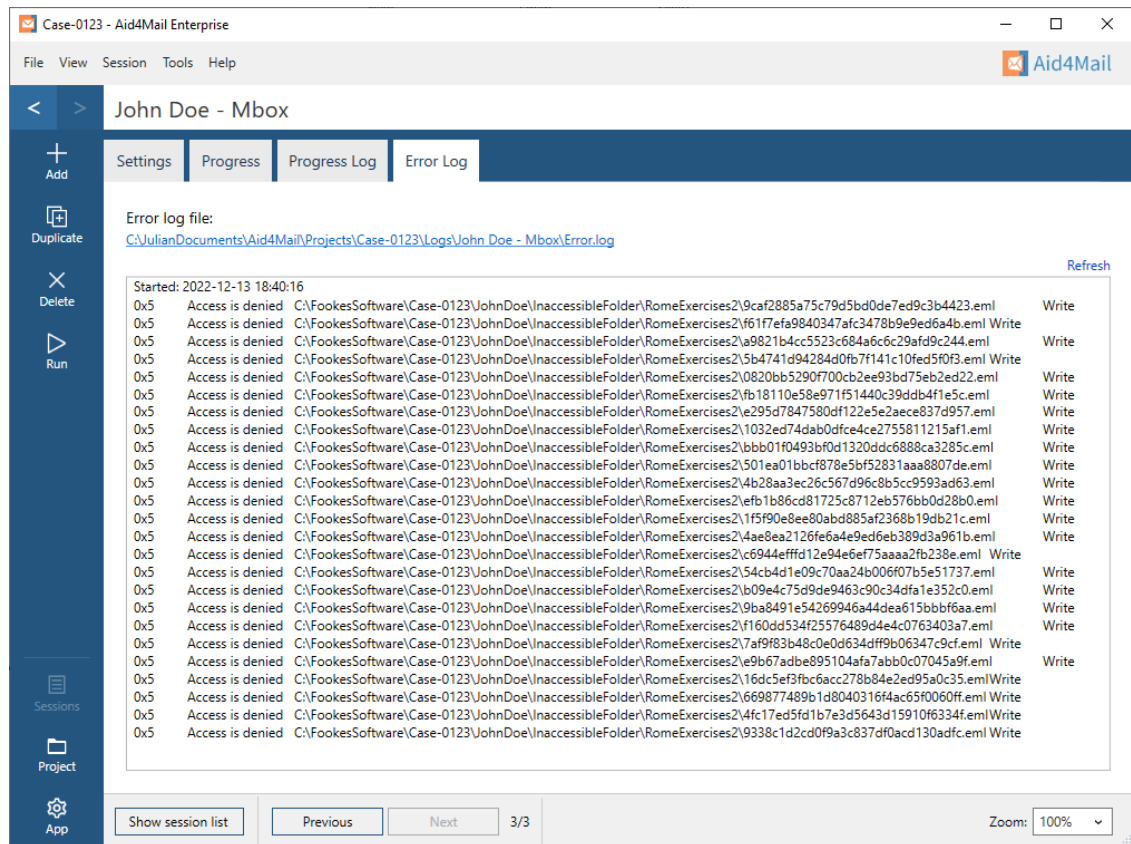 Case-0123 - Aid4Mail Enterprise
File View Session Tools Help
Aid4Mail
< >
John Doe - Mbox
Add
Duplicate
Delete
Run
Sessions
Project
App
Settings Progress Progress Log Error Log
Error log file:
C:\JulianDocuments\Aid4Mail\Projects\Case-0123\Logs\John Doe - Mbox\Error.log
Refresh
Started: 2022-12-13 18:40:16
0x5 Access is denied C:\FookesSoftware\Case-0123\JohnDoe\InaccessibleFolder\RomeExercises2\9caf2885a75c79d5bd0de7ed9c3b4423.eml Write
0x5 Access is denied C:\FookesSoftware\Case-0123\JohnDoe\InaccessibleFolder\RomeExercises2\f61f7efa9840347afc3478b9e9ed6a4b.eml Write
0x5 Access is denied C:\FookesSoftware\Case-0123\JohnDoe\InaccessibleFolder\RomeExercises2\a9821b4cc5523c684a6c6c29afd9c244.eml Write
0x5 Access is denied C:\FookesSoftware\Case-0123\JohnDoe\InaccessibleFolder\RomeExercises2\5b4741d94284d0fb7f141c10fed5f0f3.eml Write
0x5 Access is denied C:\FookesSoftware\Case-0123\JohnDoe\InaccessibleFolder\RomeExercises2\0820bb5290f700cb2ee93bd75eb2ed22.eml Write
0x5 Access is denied C:\FookesSoftware\Case-0123\JohnDoe\InaccessibleFolder\RomeExercises2\fb18110e58e971f51440c39ddb4f1e5c.eml Write
0x5 Access is denied C:\FookesSoftware\Case-0123\JohnDoe\InaccessibleFolder\RomeExercises2\e295d7847580df122e5e2aece837d957.eml Write
0x5 Access is denied C:\FookesSoftware\Case-0123\JohnDoe\InaccessibleFolder\RomeExercises2\1032ed74dab0dfce4ce2755811215af1.eml Write
0x5 Access is denied C:\FookesSoftware\Case-0123\JohnDoe\InaccessibleFolder\RomeExercises2\bbb01f0493bf0d1320ddc6888ca3285c.eml Write
0x5 Access is denied C:\FookesSoftware\Case-0123\JohnDoe\InaccessibleFolder\RomeExercises2\501ea01bbcf878e5bf52831aaa8807de.eml Write
0x5 Access is denied C:\FookesSoftware\Case-0123\JohnDoe\InaccessibleFolder\RomeExercises2\4b28aa3ec26c567d96c8b5cc9593ad63.eml Write
0x5 Access is denied C:\FookesSoftware\Case-0123\JohnDoe\InaccessibleFolder\RomeExercises2\efb1b86cd81725c8712eb576bb0d28b0.eml Write
0x5 Access is denied C:\FookesSoftware\Case-0123\JohnDoe\InaccessibleFolder\RomeExercises2\1f5f90e8ee80abd885af2368b19db21c.eml Write
0x5 Access is denied C:\FookesSoftware\Case-0123\JohnDoe\InaccessibleFolder\RomeExercises2\4ae8ea2126fe6a4e9ed6eb389d3a961b.eml Write
0x5 Access is denied C:\FookesSoftware\Case-0123\JohnDoe\InaccessibleFolder\RomeExercises2\c6944efffd12e94e6ef75aaaa2fb238e.eml Write
0x5 Access is denied C:\FookesSoftware\Case-0123\JohnDoe\InaccessibleFolder\RomeExercises2\54cb4d1e09c70aa24b006f07b5e51737.eml Write
0x5 Access is denied C:\FookesSoftware\Case-0123\JohnDoe\InaccessibleFolder\RomeExercises2\b09e4c75d9de9463c90c34dfa1e352c0.eml Write
0x5 Access is denied C:\FookesSoftware\Case-0123\JohnDoe\InaccessibleFolder\RomeExercises2\9ba8491e54269946a44dea615bbbf6aa.eml Write
0x5 Access is denied C:\FookesSoftware\Case-0123\JohnDoe\InaccessibleFolder\RomeExercises2\f160dd534f25576489d4e4c0763403a7.eml Write
0x5 Access is denied C:\FookesSoftware\Case-0123\JohnDoe\InaccessibleFolder\RomeExercises2\7af9f83b48c0e0d634dff9b06347c9cf.eml Write
0x5 Access is denied C:\FookesSoftware\Case-0123\JohnDoe\InaccessibleFolder\RomeExercises2\e9b67adbe895104afa7abb0c07045a9f.eml Write
0x5 Access is denied C:\FookesSoftware\Case-0123\JohnDoe\InaccessibleFolder\RomeExercises2\16dc5ef3fbc6acc278b84e2ed95a0c35.emlWrite
0x5 Access is denied C:\FookesSoftware\Case-0123\JohnDoe\InaccessibleFolder\RomeExercises2\669877489b1d8040316f4ac65f0060ff.emlWrite
0x5 Access is denied C:\FookesSoftware\Case-0123\JohnDoe\InaccessibleFolder\RomeExercises2\4fc17ed5fd1b7e3d5643d15910f6334f.emlWrite
0x5 Access is denied C:\FookesSoftware\Case-0123\JohnDoe\InaccessibleFolder\RomeExercises2\9338c1d2cd0f9a3c837df0acd130adfc.eml Write
Show session list Previous Next 3/3 Zoom: 100%